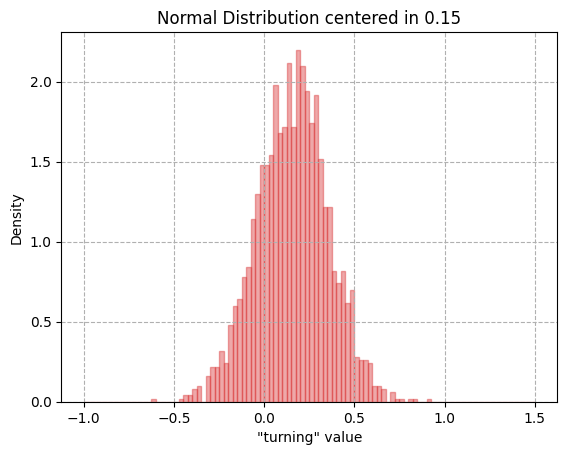 Normal Distribution centered in 0.15
2.0
1.5
1.0
0.5
0.0
Density
−1.0 −0.5 0.0 0.5 1.0 1.5
"turning" value